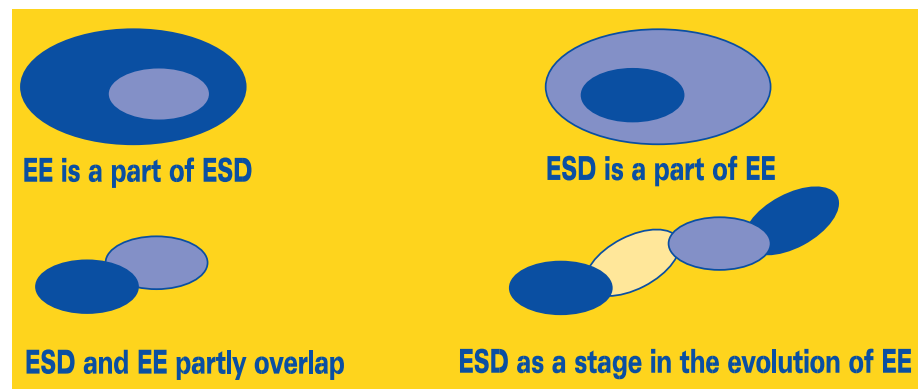 EE is a part of ESD
ESD is a part of EE
ESD and EE partly overlap
ESD as a stage in the evolution of EE